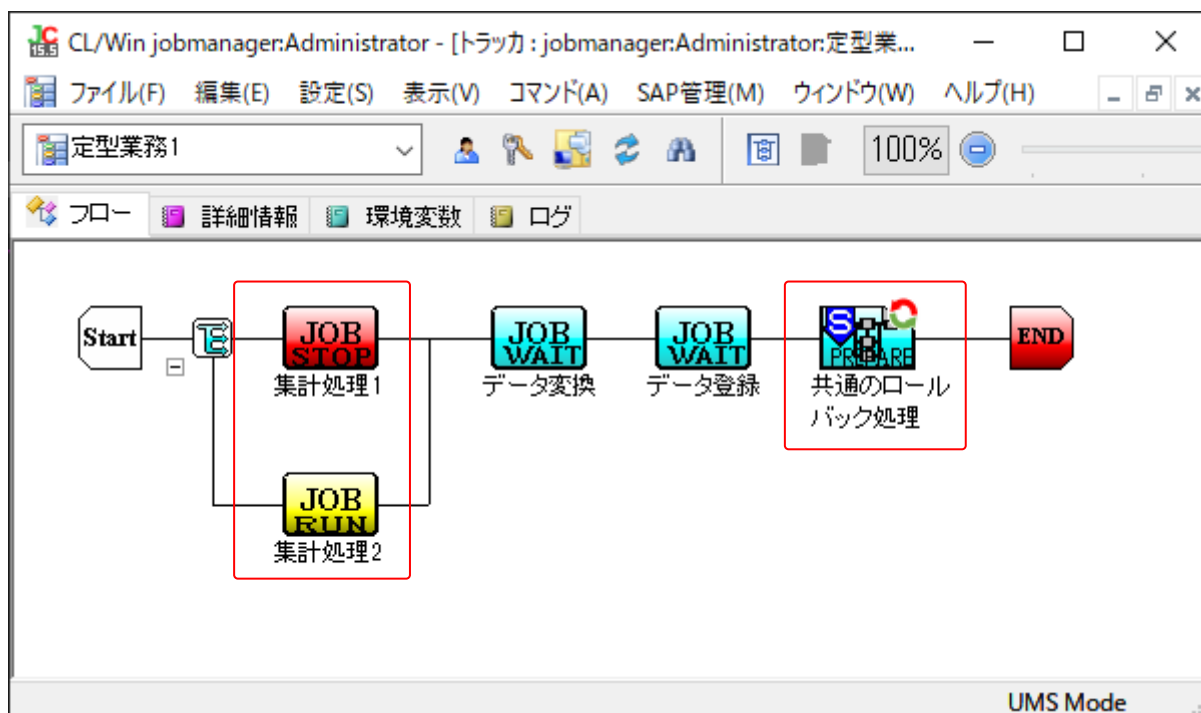 JC 15.5 CL/Win jobmanager:Administrator - [トラッカ : jobmanager:Administrator:定型業...
ファイル(F) 編集(E) 設定(S) 表示(V) コマンド(A) SAP管理(M) ウィンドウ(W) ヘルプ(H)
定型業務1 100%
フロー 詳細情報 環境変数 ログ
Start
JOB
STOP
集計処理1
JOB
WAIT
データ変換
JOB
WAIT
データ登録
S
PREPARE
共通のロール
バック処理
END
JOB
RUN
集計処理2
UMS Mode